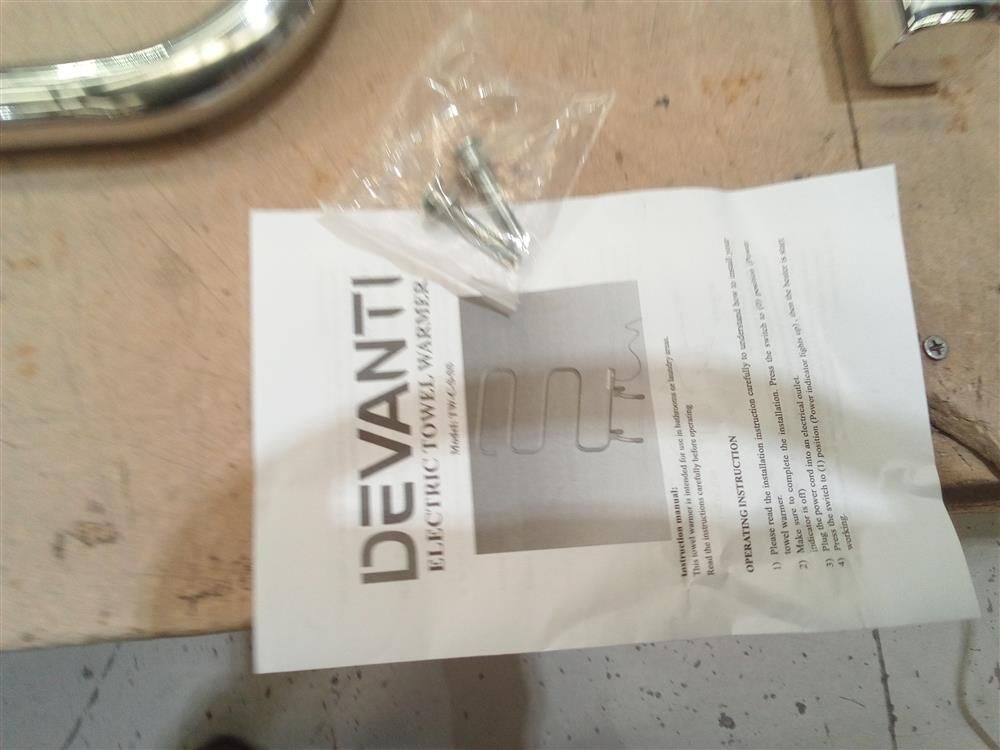 DEVANTI
ELECTRIC TOWEL WARMER
Model:
Instruction manual:
This towel warmer is intended for use in bathrooms or laundry areas.
Read the instructions carefully before operating
OPERATING INSTRUCTION
1) Please read the installation instruction carefully to understand how to install your
towel warmer.
2) Make sure to complete the installation. Press the switch to (0) position (Power
indicator is off)
3) Plug the power cord into an electrical outlet.
4) Press the switch to (1) position (Power indicator lights up), then the heater is start
working.